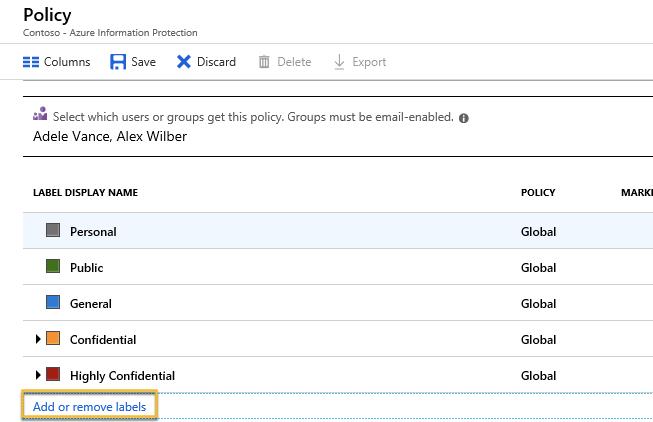 Policy
Contoso - Azure Information Protection
Columns Save Discard Delete Export
Select which users or groups get this policy. Groups must be email-enabled.
Adele Vance, Alex Wilber
LABEL DISPLAY NAME POLICY MARKI
Personal Global
Public Global
General Global
Confidential Global
Highly Confidential Global
Add or remove labels